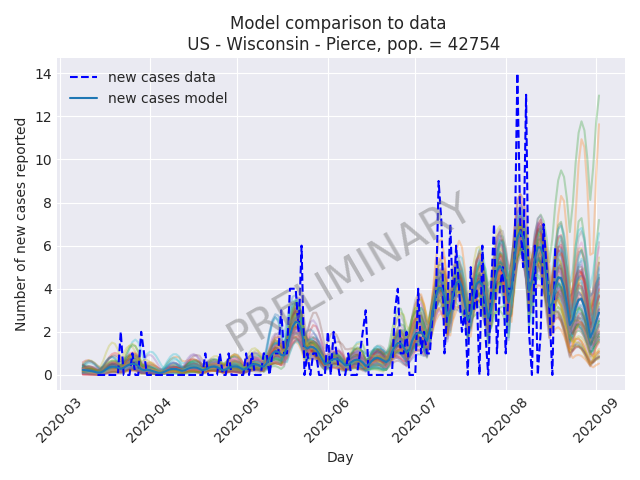 Model comparison to data
US - Wisconsin - Pierce, pop. = 42754
new cases data
new cases model
PRELIMINARY
Number of new cases reported
14
12
10
8
6
4
2
0
2020-03
2020-04
2020-05
2020-06
2020-07
2020-08
2020-09
Day